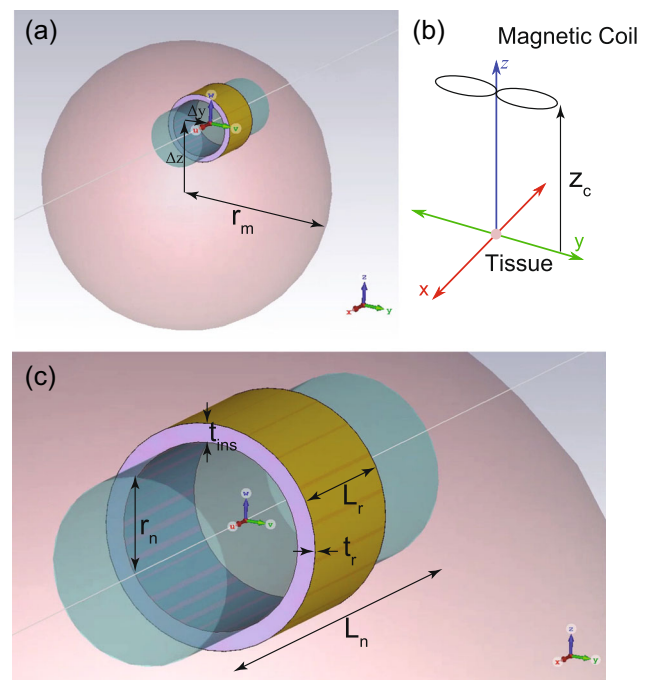 (a)
w
Δy
u
v
Δz
r_m
z
x
y
(b)
Magnetic Coil
z
z_c
y
Tissue
x
(c)
t_ins
L_r
w
r_n
u
v
t_r
L_n
z
x
y